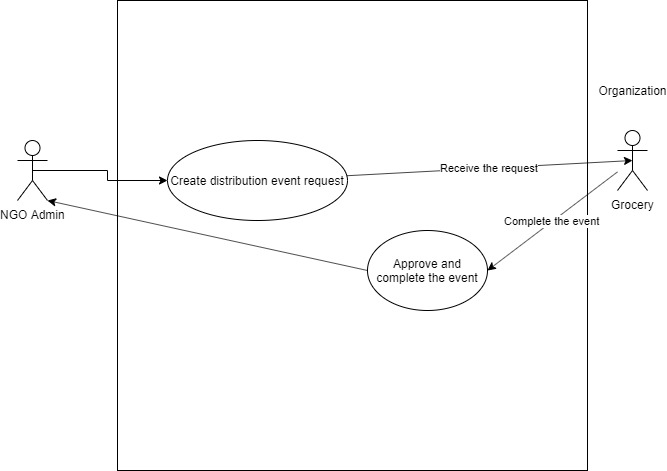 Organization
Create distribution event request
Receive the request
NGO Admin
Grocery
Complete the event
Approve and
complete the event